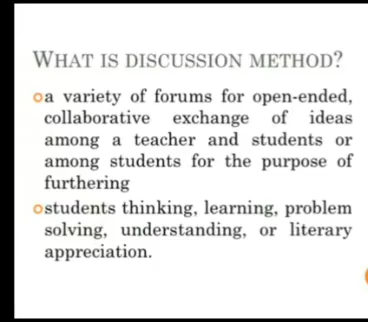 WHAT IS DISCUSSION METHOD?
a variety of forums for open-ended,
collaborative exchange of ideas
among a teacher and students or
among students for the purpose of
furthering
students thinking, learning, problem
solving, understanding, or literary
appreciation.